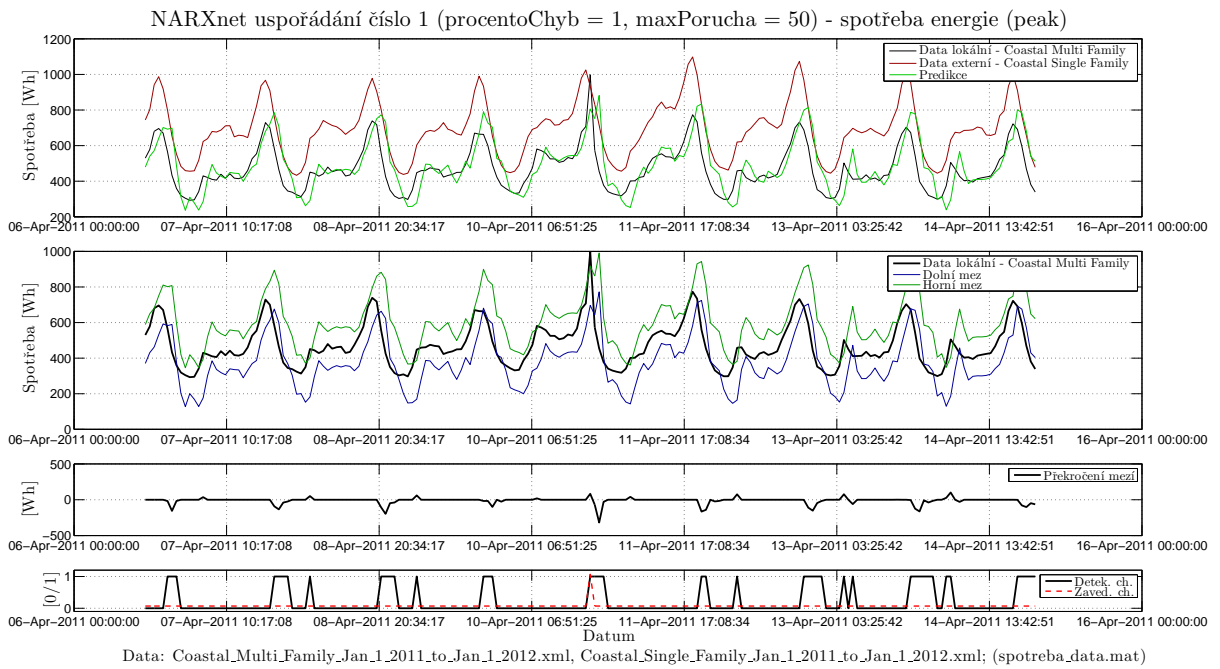 NARXnet uspořádání číslo 1 (procentoChyb = 1, maxPorucha = 50) - spotřeba energie (peak)
Spotřeba [Wh]
1200
1000
800
600
400
200
Data lokální - Coastal Multi Family
Data externí - Coastal Single Family
Predikce
06-Apr-2011 00:00:00 07-Apr-2011 10:17:08 08-Apr-2011 20:34:17 10-Apr-2011 06:51:25 11-Apr-2011 17:08:34 13-Apr-2011 03:25:42 14-Apr-2011 13:42:51 16-Apr-2011 00:00:00
Spotřeba [Wh]
1000
800
600
400
200
0
Data lokální - Coastal Multi Family
Dolní mez
Horní mez
06-Apr-2011 00:00:00 07-Apr-2011 10:17:08 08-Apr-2011 20:34:17 10-Apr-2011 06:51:25 11-Apr-2011 17:08:34 13-Apr-2011 03:25:42 14-Apr-2011 13:42:51 16-Apr-2011 00:00:00
[Wh]
500
0
-500
Překročení mezí
06-Apr-2011 00:00:00 07-Apr-2011 10:17:08 08-Apr-2011 20:34:17 10-Apr-2011 06:51:25 11-Apr-2011 17:08:34 13-Apr-2011 03:25:42 14-Apr-2011 13:42:51 16-Apr-2011 00:00:00
[0/1]
1
0
Detek. ch.
Zaved. ch.
06-Apr-2011 00:00:00 07-Apr-2011 10:17:08 08-Apr-2011 20:34:17 10-Apr-2011 06:51:25 11-Apr-2011 17:08:34 13-Apr-2011 03:25:42 14-Apr-2011 13:42:51 16-Apr-2011 00:00:00
Datum
Data: Coastal_Multi_Family_Jan_1_2011_to_Jan_1_2012.xml, Coastal_Single_Family_Jan_1_2011_to_Jan_1_2012.xml; (spotreba_data.mat)